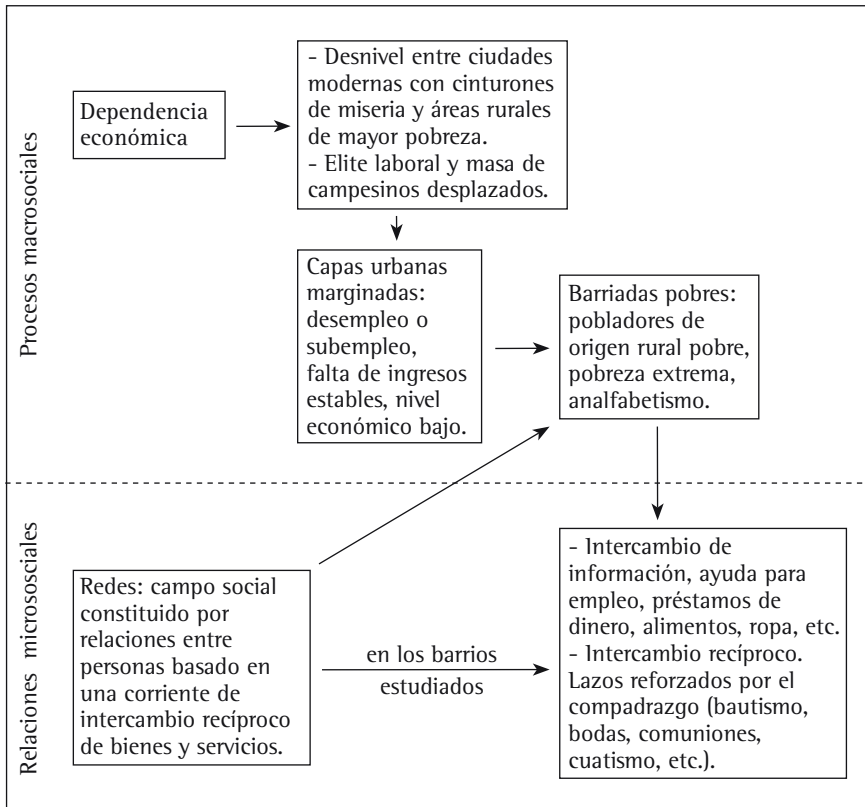 Procesos macrosociales
Dependencia
económica
- Desnivel entre ciudades
modernas con cinturones
de miseria y áreas rurales
de mayor pobreza.
- Elite laboral y masa de
campesinos desplazados.
Capas urbanas
marginadas:
desempleo o
subempleo,
falta de ingresos
estables, nivel
económico bajo.
Barriadas pobres:
pobladores de
origen rural pobre,
pobreza extrema,
analfabetismo.
Relaciones micrososciales
Redes: campo social
constituido por
relaciones entre
personas basado en
una corriente de
intercambio recíproco
de bienes y servicios.
en los barrios
estudiados
- Intercambio de
información, ayuda para
empleo, préstamos de
dinero, alimentos, ropa, etc.
- Intercambio recíproco.
Lazos reforzados por el
compadrazgo (bautismo,
bodas, comuniones,
cuatismo, etc.).